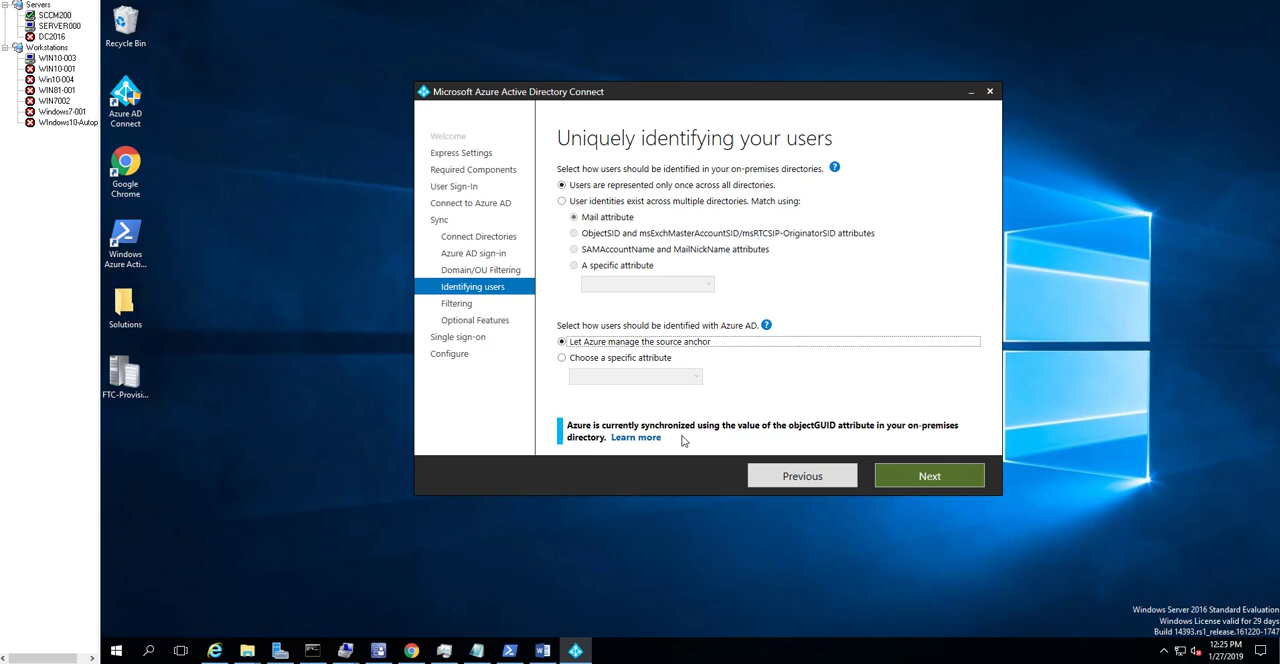 Servers
SCCM200
SERVER000
DC2016
Workstations
WIN10-003
WIN10-001
Win10-004
WIN81-001
WIN7002
Windows7-001
WIndows10-Autop
Recycle Bin
Azure AD
Connect
Google
Chrome
Windows
Azure Acti...
Solutions
FTC-Provisi...
Microsoft Azure Active Directory Connect
Welcome
Express Settings
Required Components
User Sign-In
Connect to Azure AD
Sync
Connect Directories
Azure AD sign-in
Domain/OU Filtering
Identifying users
Filtering
Optional Features
Single sign-on
Configure
Uniquely identifying your users
Select how users should be identified in your on-premises directories. ?
Users are represented only once across all directories.
User identities exist across multiple directories. Match using:
Mail attribute
ObjectSID and msExchMasterAccountSID/msRTCSIP-OriginatorSID attributes
SAMAccountName and MailNickName attributes
A specific attribute
Select how users should be identified with Azure AD. ?
Let Azure manage the source anchor
Choose a specific attribute
Azure is currently synchronized using the value of the objectGUID attribute in your on-premises
directory. Learn more
Previous
Next
Windows Server 2016 Standard Evaluation
Windows License valid for 29 days
Build 14393.rs1_release.161220-1747
12:25 PM
1/27/2019